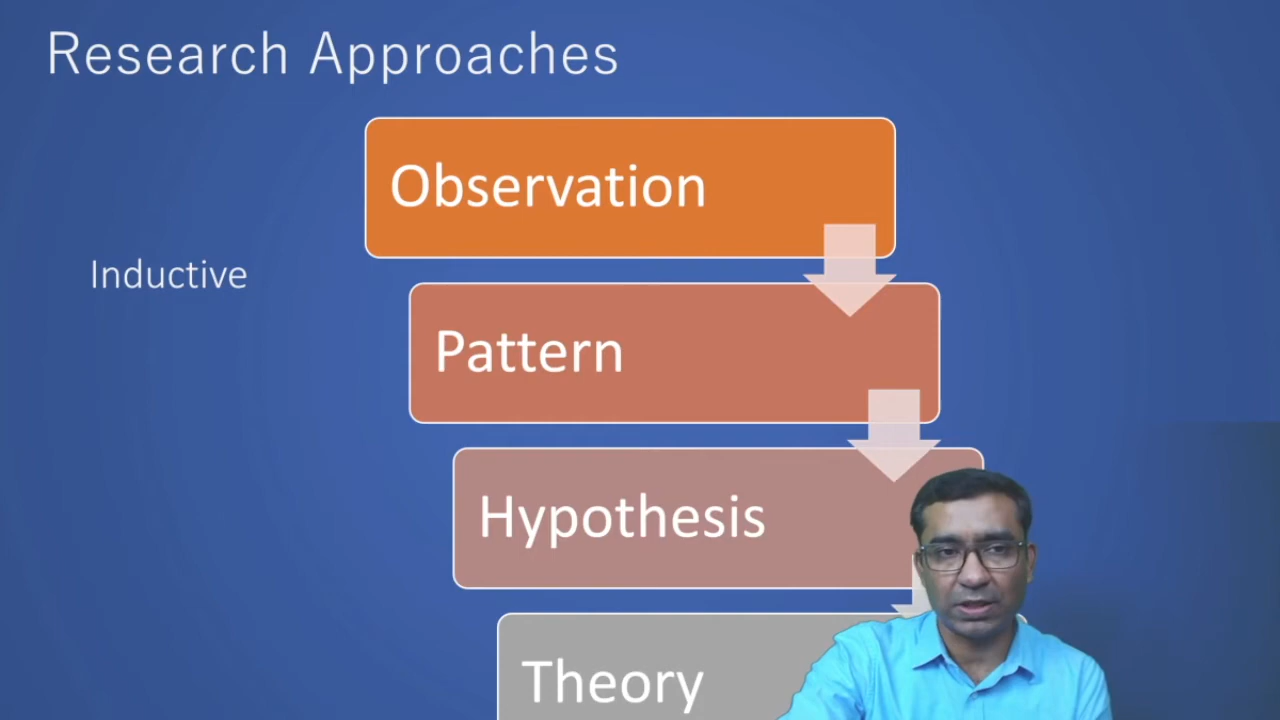 Research Approaches
Observation
Inductive
Pattern
Hypothesis
Theory